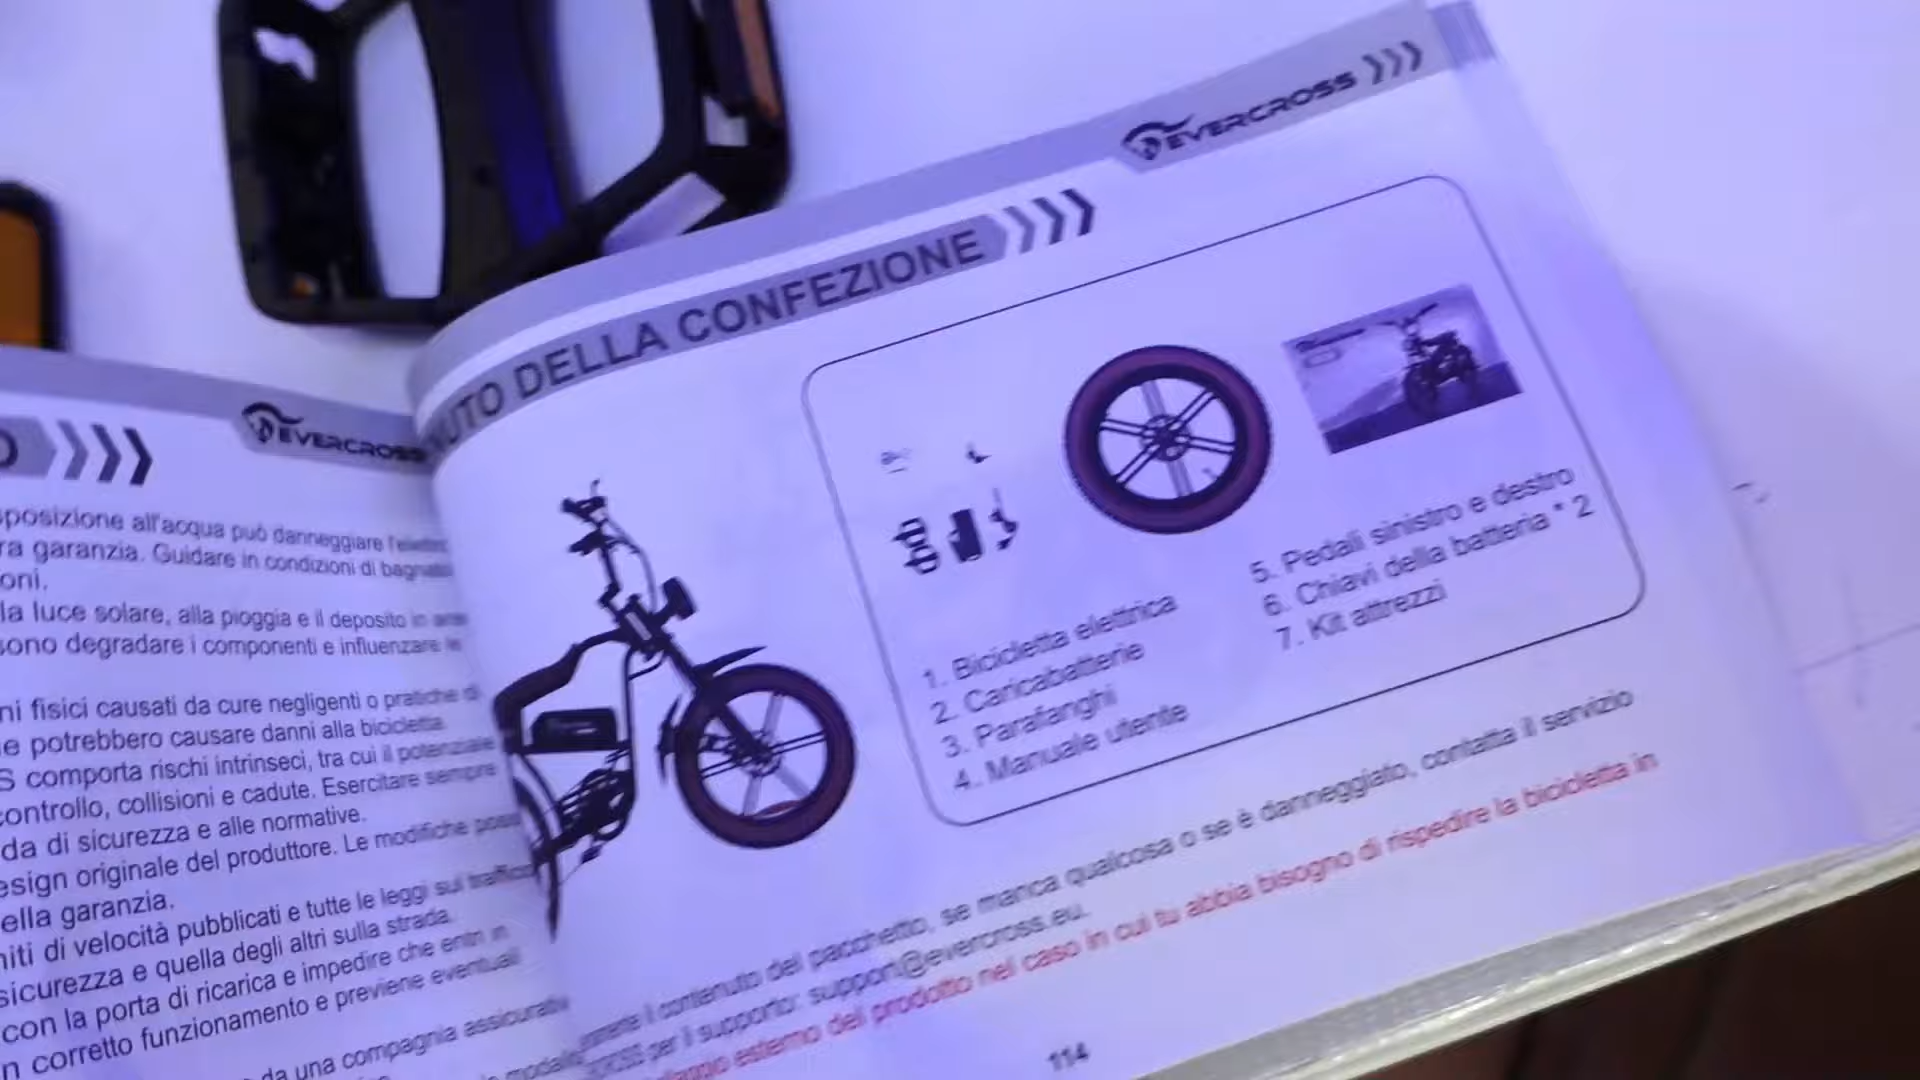 EVERCROSS
posizione all'acqua può danneggiare
ra garanzia. Guidare in condizioni di
oni.
la luce solare, alla pioggia e il deposito in
sono degradare i componenti e influenzare
ni fisici causati da cure negligenti o pratiche di
e potrebbero causare danni alla bicicletta
S comporta rischi intrinseci, tra cui il potenziale
controllo, collisioni e cadute. Esercitare sempre
da di sicurezza e alle normative.
esign originale del produttore. Le modifiche
ella garanzia.
niti di velocità pubblicati e tutte le leggi sul traffico
sicurezza e quella degli altri sulla strada.
con la porta di ricarica e impedire che entri in
n corretto funzionamento e previene eventuali
da una compagnia
EVERCROSS
NUTO DELLA CONFEZIONE
1. Bicicletta elettrica
2. Caricabatterie
3. Parafanghi
4. Manuale utente
5. Pedali sinistro e destro
6. Chiavi della batteria * 2
7. Kit attrezzi
il contenuto del pacchetto, se manca qualcosa o se è danneggiato, contatta il servizio
per il supporto: support@evercross.eu.
esterno del prodotto nel caso in cui tu abbia bisogno di rispedire la bicicletta in
114